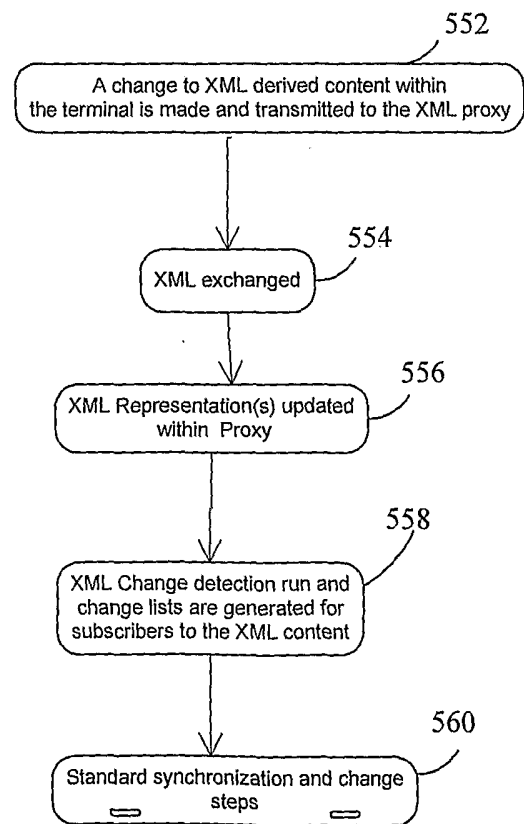 552
A change to XML derived content within
the terminal is made and transmitted to the XML proxy
554
XML exchanged
556
XML Representation(s) updated
within Proxy
558
XML Change detection run and
change lists are generated for
subscribers to the XML content
560
Standard synchronization and change
steps